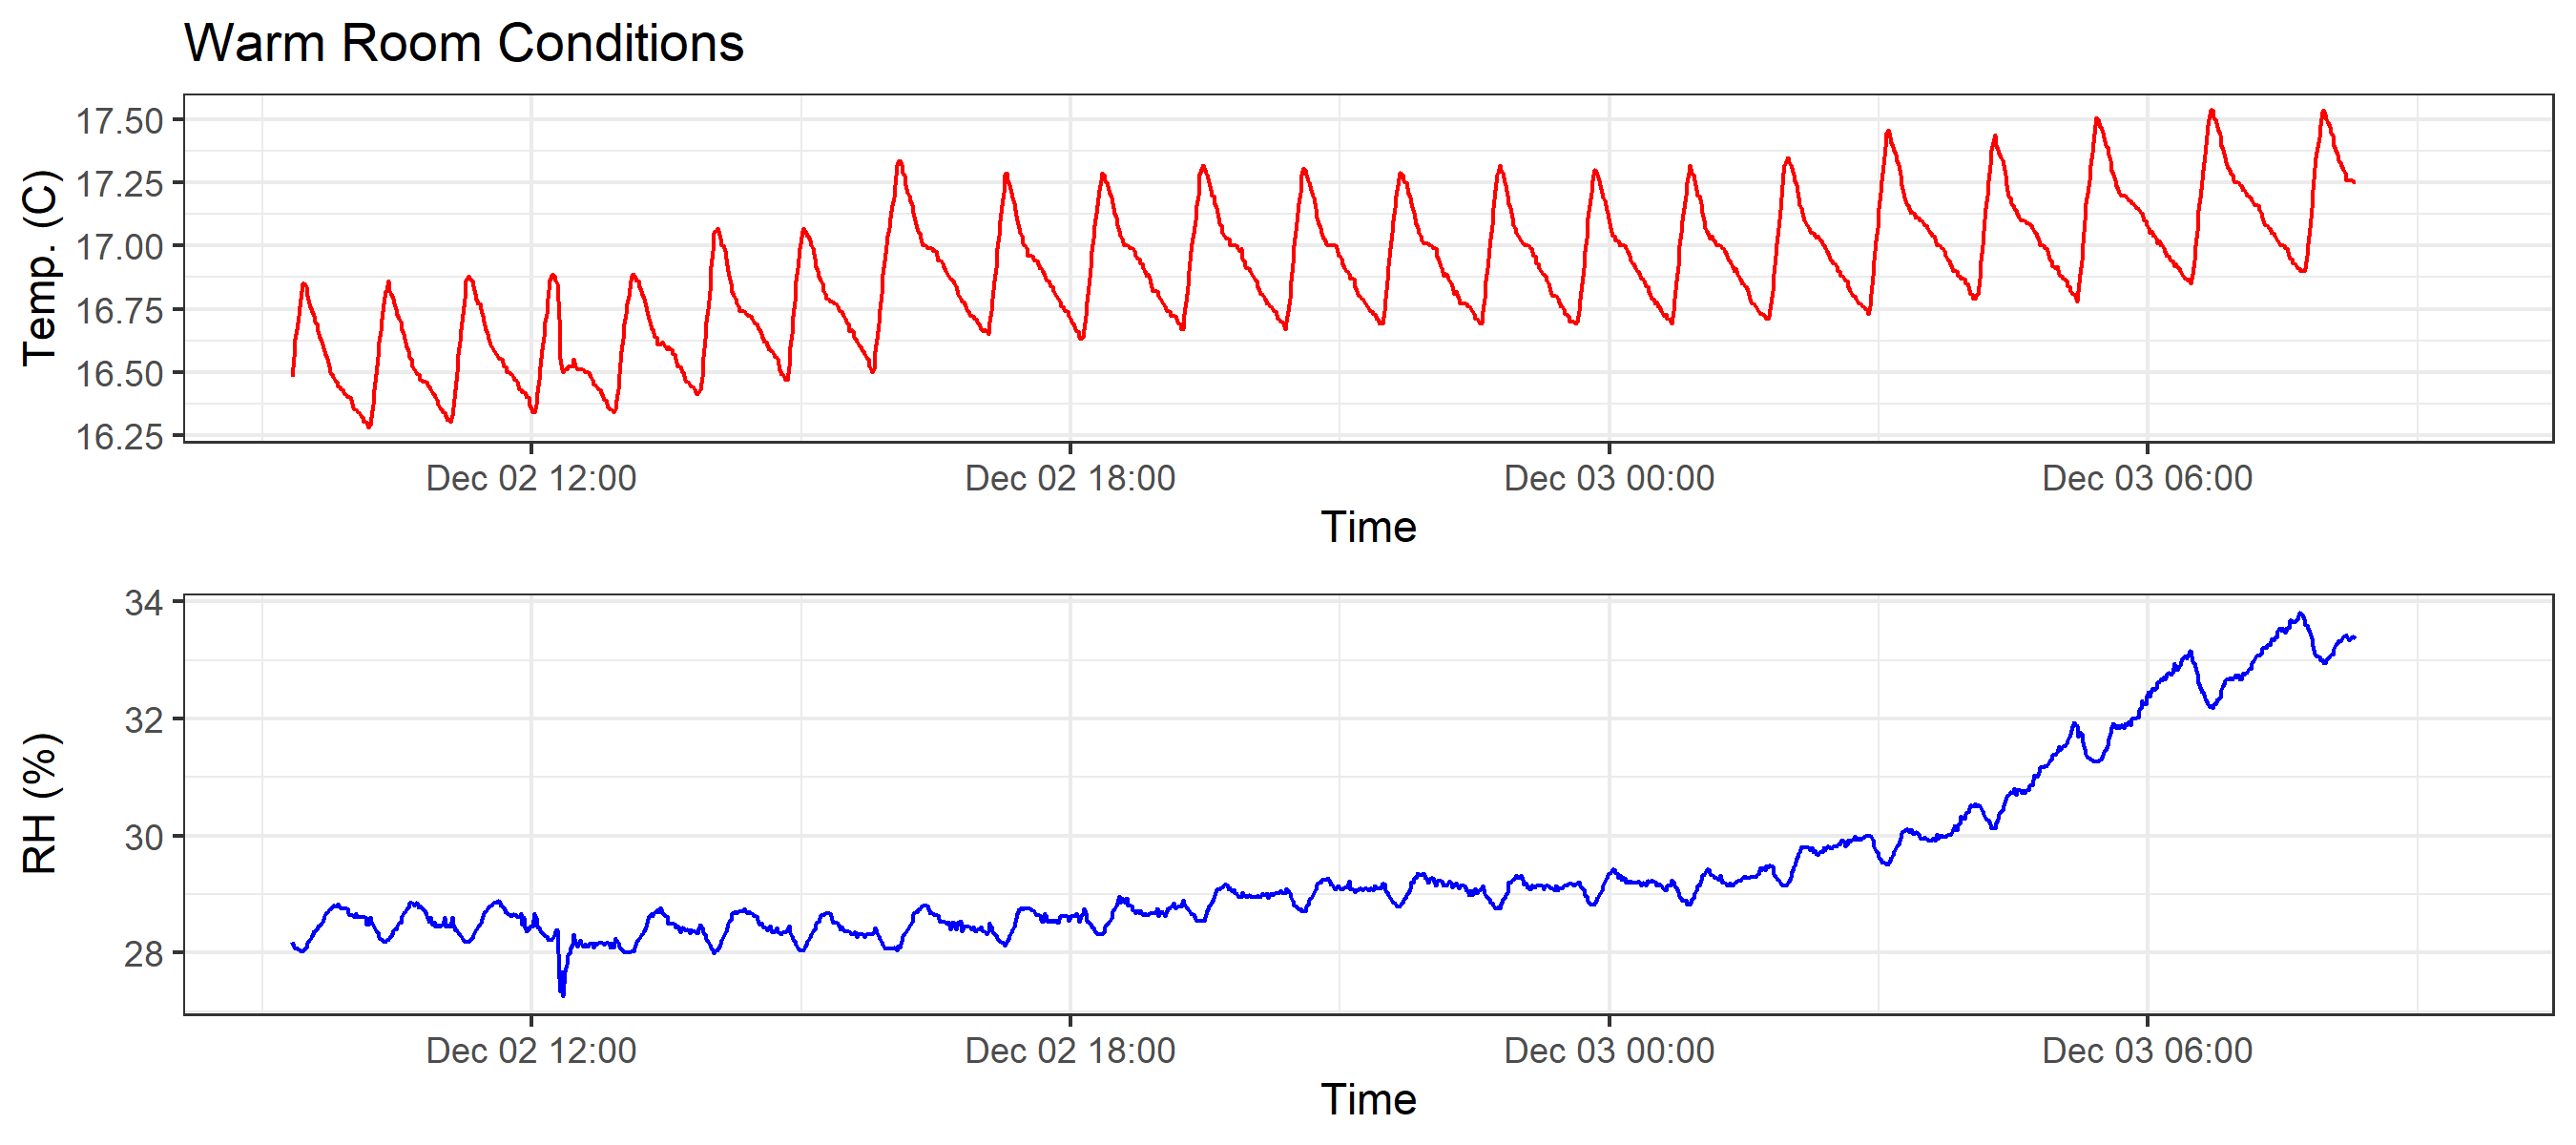 Warm Room Conditions
Temp. (C)
17.50
17.25
17.00
16.75
16.50
16.25
Dec 02 12:00 Dec 02 18:00 Dec 03 00:00 Dec 03 06:00
Time
RH (%)
34
32
30
28
Dec 02 12:00 Dec 02 18:00 Dec 03 00:00 Dec 03 06:00
Time